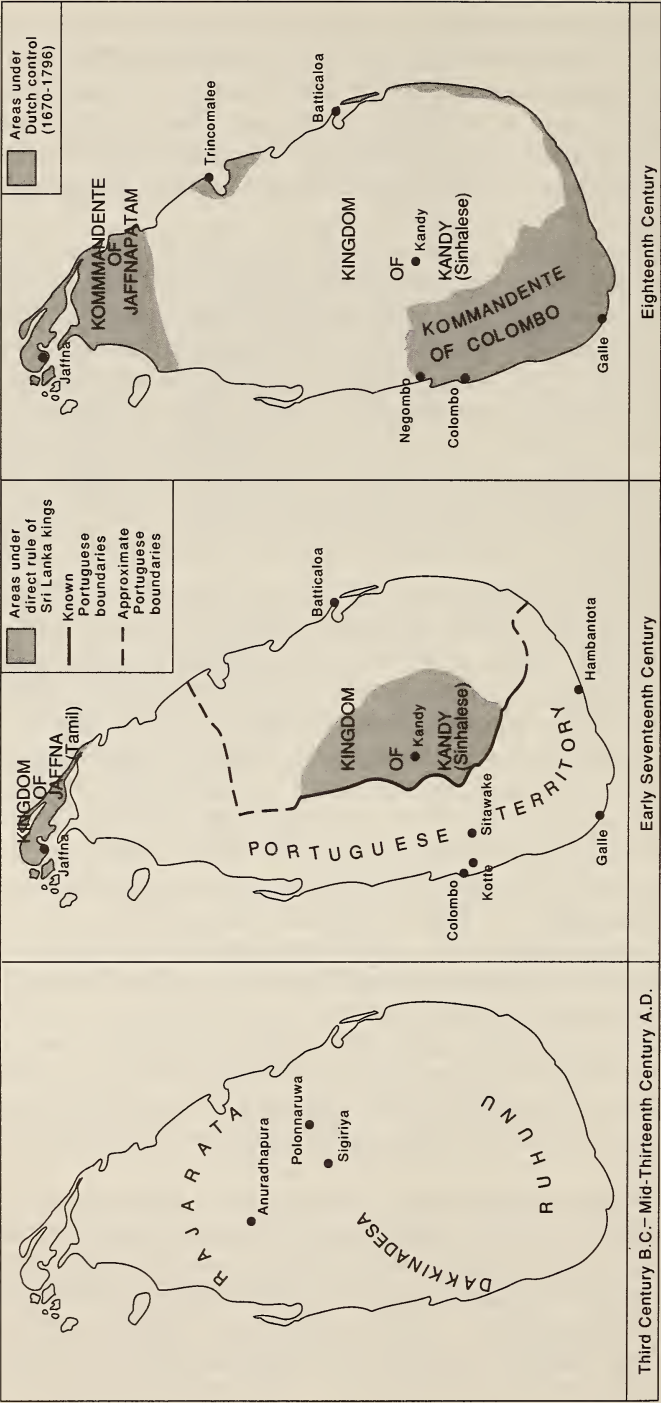 RAJARATA
Anuradhapura
Polonnaruwa
Sigiriya
DAKKINADESA
RUHUNU
Third Century B.C.– Mid-Thirteenth Century A.D.
Areas under
direct rule of
Sri Lanka kings
Known
Portuguese
boundaries
Approximate
Portuguese
boundaries
KINGDOM
OF
JAFFNA
(Tamil)
Jaffna
Batticaloa
KINGDOM
OF
Kandy
KANDY
(Sinhalese)
PORTUGUESE TERRITORY
Colombo
Kotte
Sitawake
Galle
Hambantota
Early Seventeenth Century
Areas under
Dutch control
(1670-1796)
KOMMMANDENTE
OF
JAFFNAPATAM
Jaffna
Trincomalee
Batticaloa
KINGDOM
OF
Kandy
KANDY
(Sinhalese)
Negombo
Colombo
KOMMANDENTE
OF COLOMBO
Galle
Eighteenth Century